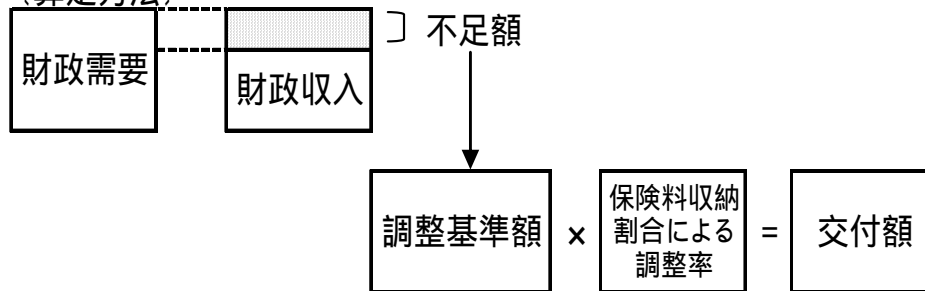 財政需要
財政収入
不足額
調整基準額
×
保険料収納
割合による
調整率
=
交付額